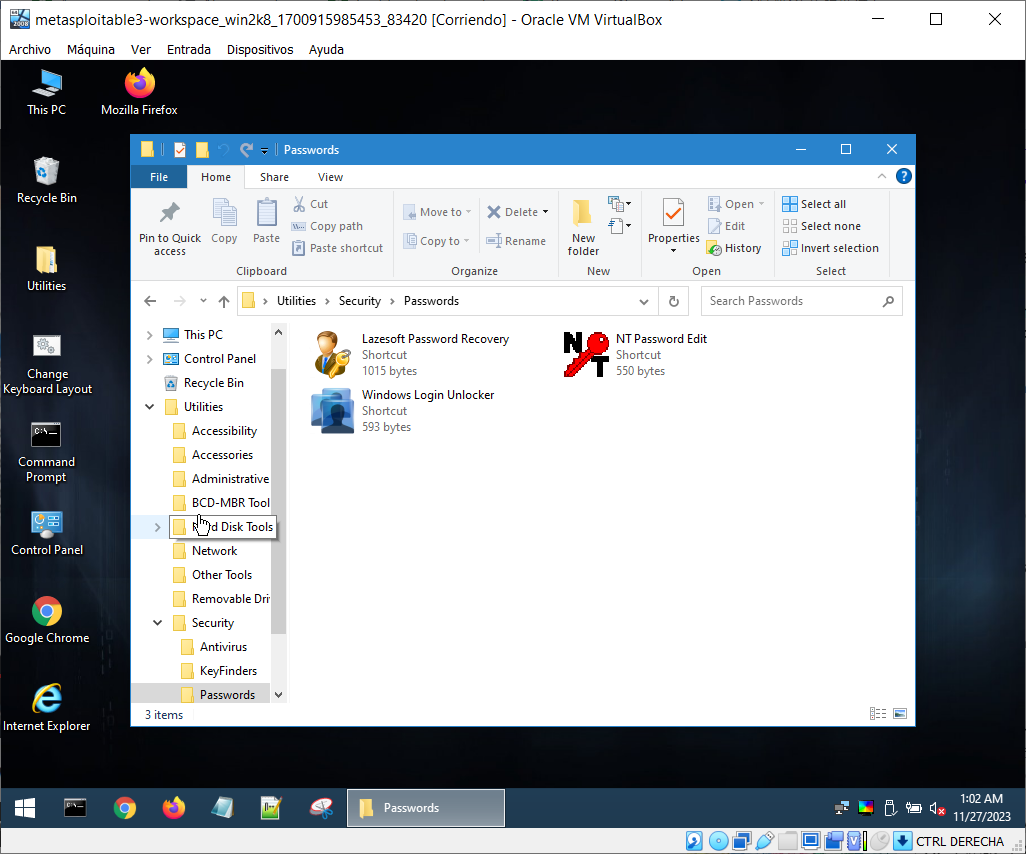 metasploitable3-workspace_win2k8_1700915985453_83420 [Corriendo] - Oracle VM VirtualBox
Archivo Máquina Ver Entrada Dispositivos Ayuda
This PC
Mozilla Firefox
Recycle Bin
Utilities
Change
Keyboard Layout
Command
Prompt
Control Panel
Google Chrome
Internet Explorer
Passwords
File Home Share View
Pin to Quick
access
Copy
Paste
Cut
Copy path
Paste shortcut
Clipboard
Move to
Copy to
Delete
Rename
Organize
New
folder
New
Properties
Open
Edit
History
Open
Select all
Select none
Invert selection
Select
Utilities > Security > Passwords
Search Passwords
This PC
Control Panel
Recycle Bin
Utilities
Accessibility
Accessories
Administrative
BCD-MBR Tool
Disk Tools
Network
Other Tools
Removable Dri
Security
Antivirus
KeyFinders
Passwords
Lazesoft Password Recovery
Shortcut
1015 bytes
NT Password Edit
Shortcut
550 bytes
Windows Login Unlocker
Shortcut
593 bytes
3 items
Passwords
1:02 AM
11/27/2023
CTRL DERECHA